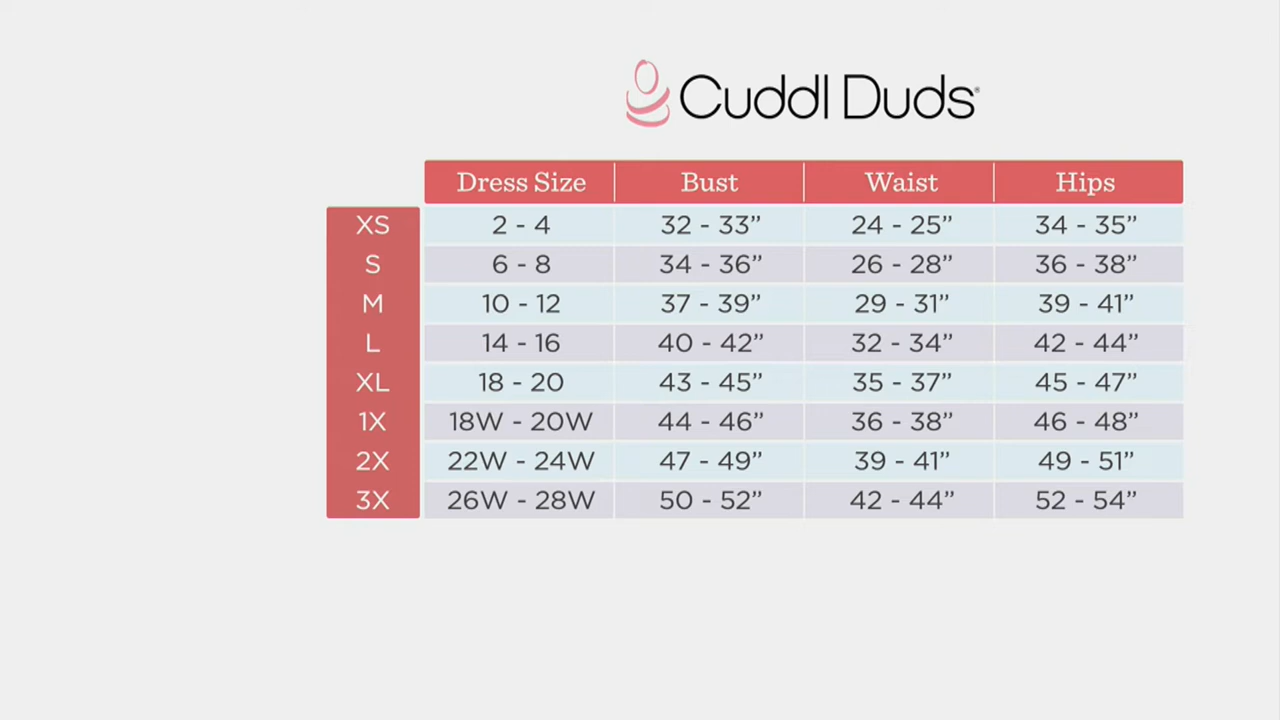 Cuddl Duds®
Dress Size Bust Waist Hips
XS 2 - 4 32 - 33” 24 - 25” 34 - 35”
S 6 - 8 34 - 36” 26 - 28” 36 - 38”
M 10 - 12 37 - 39” 29 - 31” 39 - 41”
L 14 - 16 40 - 42” 32 - 34” 42 - 44”
XL 18 - 20 43 - 45” 35 - 37” 45 - 47”
1X 18W - 20W 44 - 46” 36 - 38” 46 - 48”
2X 22W - 24W 47 - 49” 39 - 41” 49 - 51”
3X 26W - 28W 50 - 52” 42 - 44” 52 - 54”